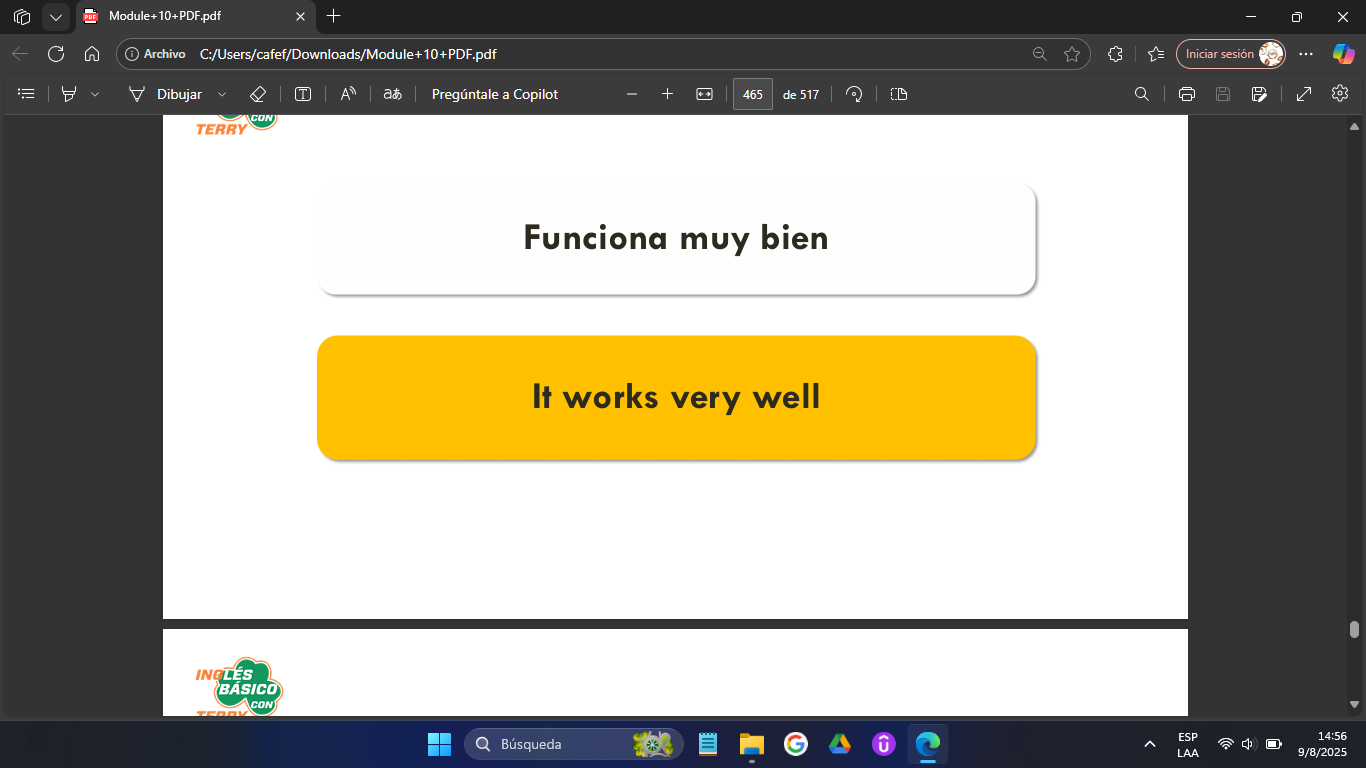 Module+10+PDF.pdf
Archivo
C:/Users/cafef/Downloads/Module+10+PDF.pdf
Iniciar sesión
Dibujar
Pregúntale a Copilot
465
de 517
CON
TERRY
Funciona muy bien
It works very well
INGLÉS
BÁSICO
CON
TERRY
Búsqueda
ESP
LAA
14:56
9/8/2025